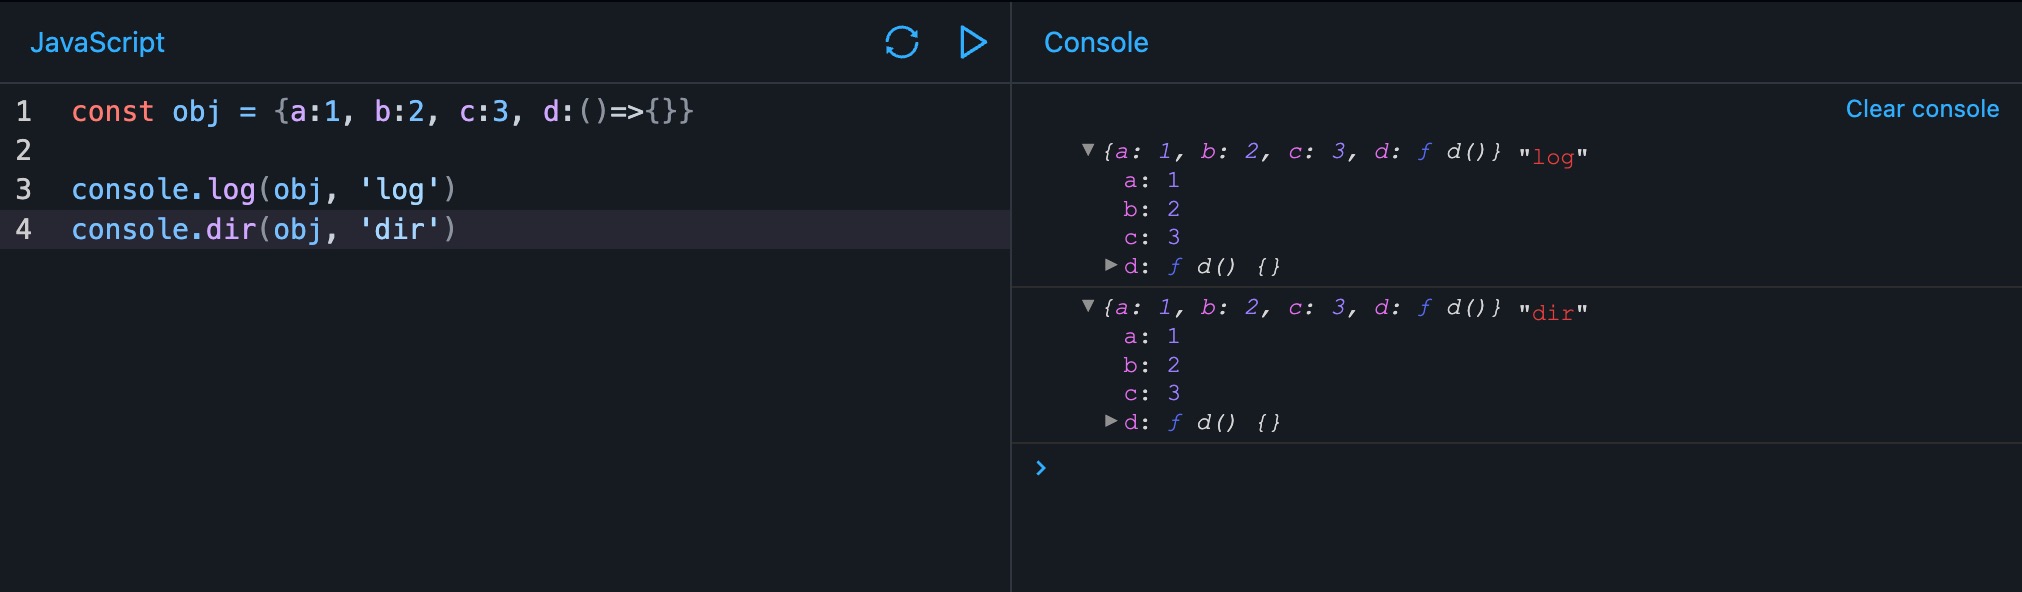 JavaScript
1 const obj = {a:1, b:2, c:3, d:()=>{}}
2
3 console.log(obj, 'log')
4 console.dir(obj, 'dir')
Console
Clear console
▼{a: 1, b: 2, c: 3, d: ƒ d()} "log"
a: 1
b: 2
c: 3
▶d: ƒ d() {}
▼{a: 1, b: 2, c: 3, d: ƒ d()} "dir"
a: 1
b: 2
c: 3
▶d: ƒ d() {}
›